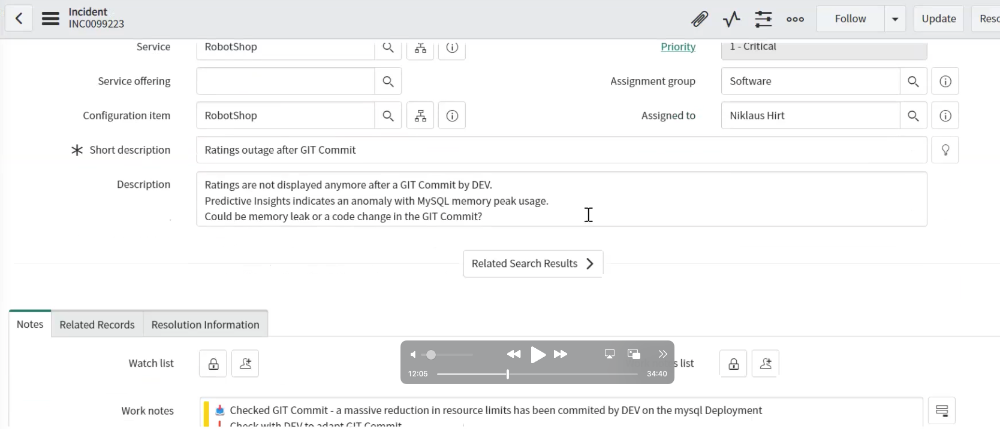 Incident
INC0099223
Follow
Update
Service
RobotShop
Priority
1 - Critical
Service offering
Assignment group
Software
Configuration item
RobotShop
Assigned to
Niklaus Hirt
Short description
Ratings outage after GIT Commit
Description
Ratings are not displayed anymore after a GIT Commit by DEV.
Predictive Insights indicates an anomaly with MySQL memory peak usage.
Could be memory leak or a code change in the GIT Commit?
Related Search Results
Notes
Related Records
Resolution Information
Watch list
s list
12:05
34:40
Work notes
Checked GIT Commit - a massive reduction in resource limits has been commited by DEV on the mysql Deployment
Check with DEV to adapt GIT Commit